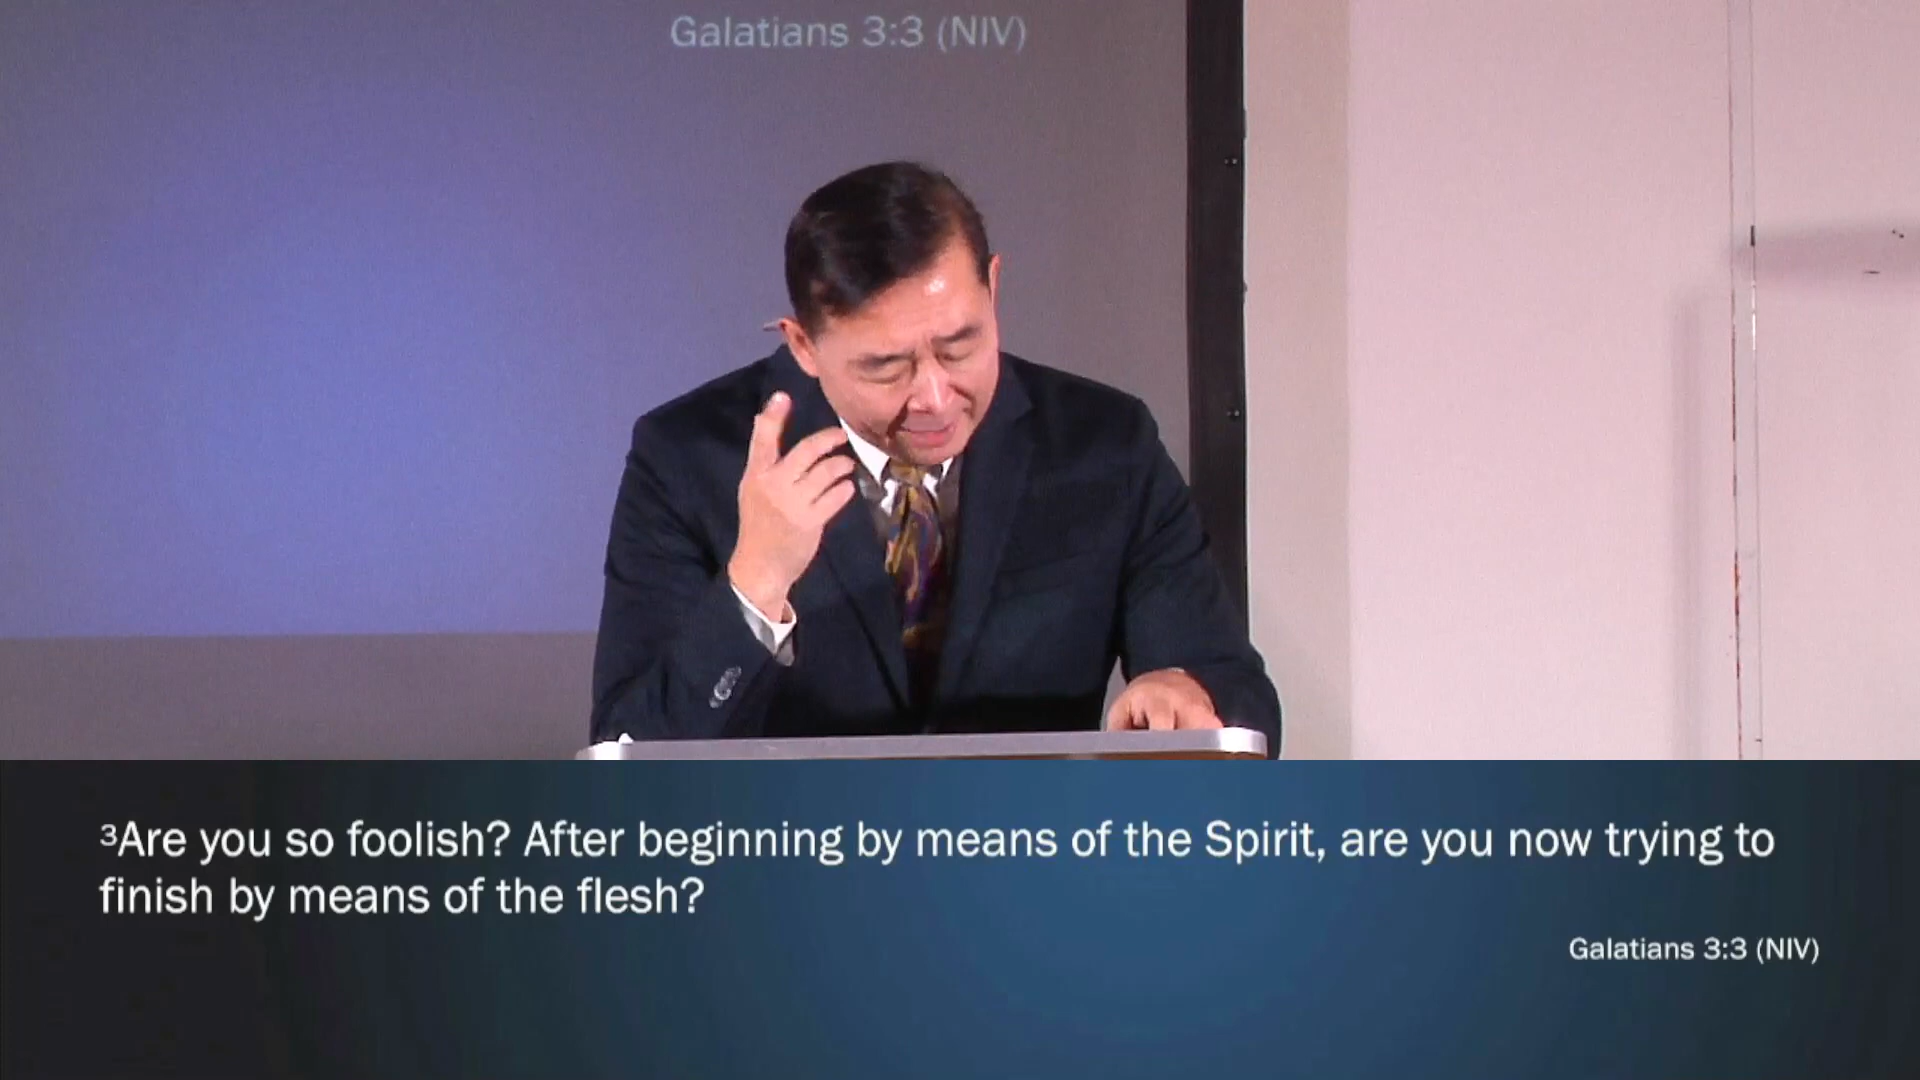 Galatians 3:3 (NIV)
³Are you so foolish? After beginning by means of the Spirit, are you now trying to
finish by means of the flesh?
Galatians 3:3 (NIV)